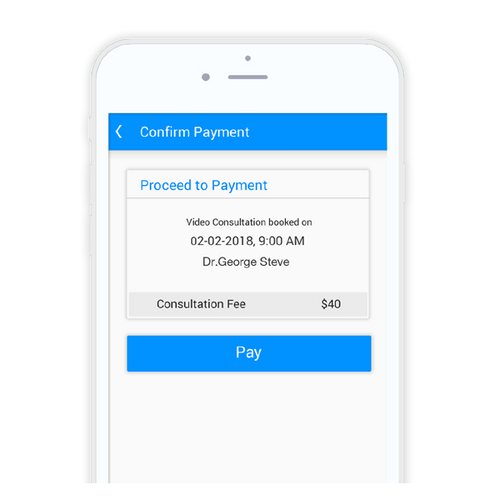 Confirm Payment
Proceed to Payment
Video Consultation booked on
02-02-2018, 9:00 AM
Dr.George Steve
Consultation Fee $40
Pay